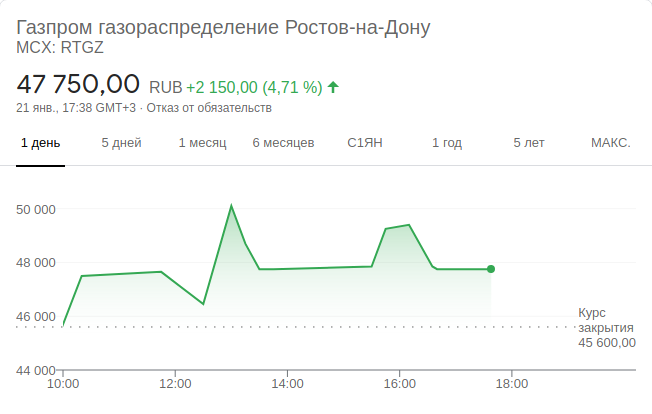 Газпром газораспределение Ростов-на-Дону
MCX: RTGZ
47 750,00 RUB +2 150,00 (4,71 %)
21 янв., 17:38 GMT+3 · Отказ от обязательств
1 день 5 дней 1 месяц 6 месяцев С1ЯН 1 год 5 лет МАКС.
50 000
48 000
46 000
Курс
закрытия
45 600,00
44 000
10:00 12:00 14:00 16:00 18:00